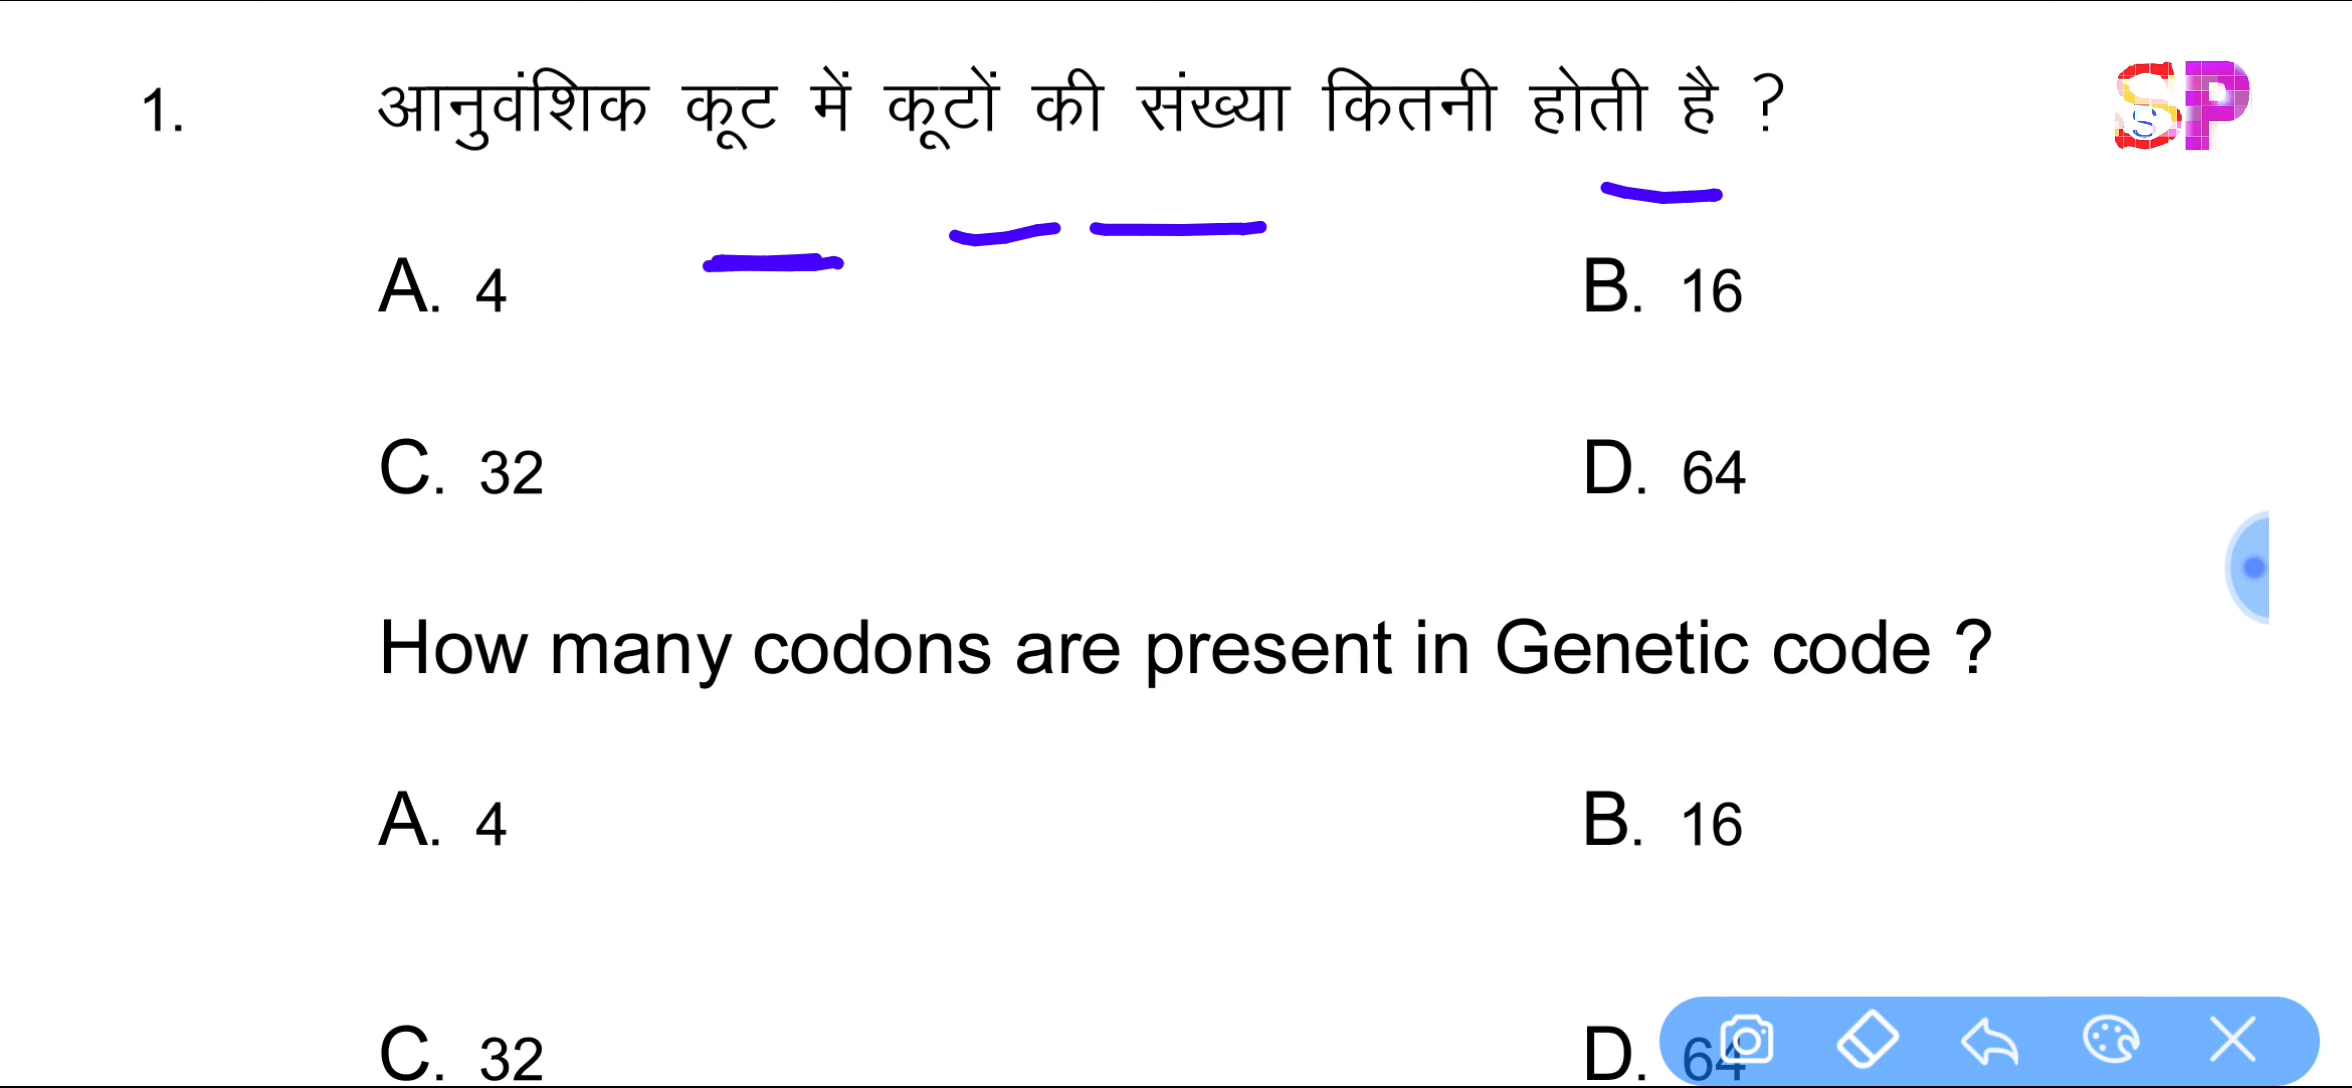 1. आनुवंशिक कूट में कूटों की संख्या कितनी होती है ?
SP
S
A. 4 B. 16
C. 32 D. 64
How many codons are present in Genetic code ?
A. 4 B. 16
C. 32 D. 64